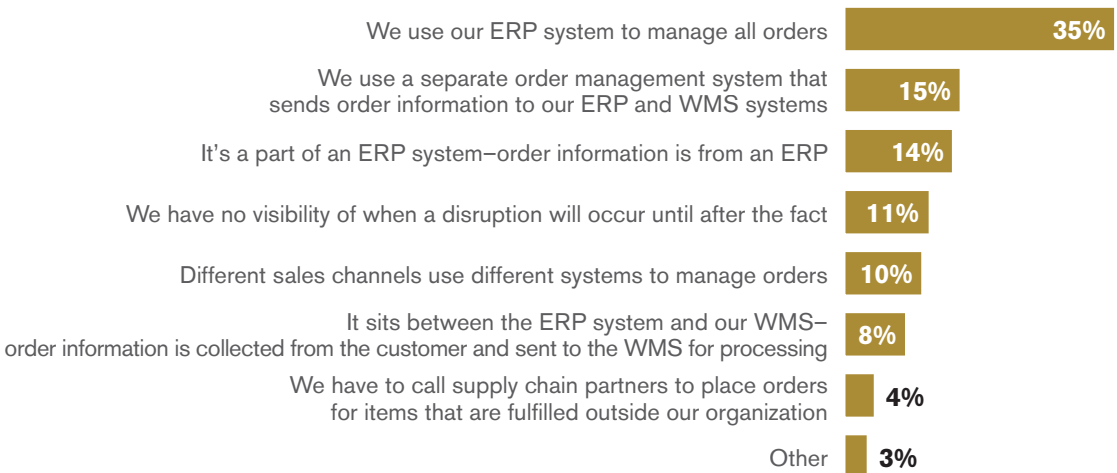 We use our ERP system to manage all orders 35%
We use a separate order management system that
sends order information to our ERP and WMS systems 15%
It's a part of an ERP system–order information is from an ERP 14%
We have no visibility of when a disruption will occur until after the fact 11%
Different sales channels use different systems to manage orders 10%
It sits between the ERP system and our WMS–
order information is collected from the customer and sent to the WMS for processing 8%
We have to call supply chain partners to place orders
for items that are fulfilled outside our organization 4%
Other 3%